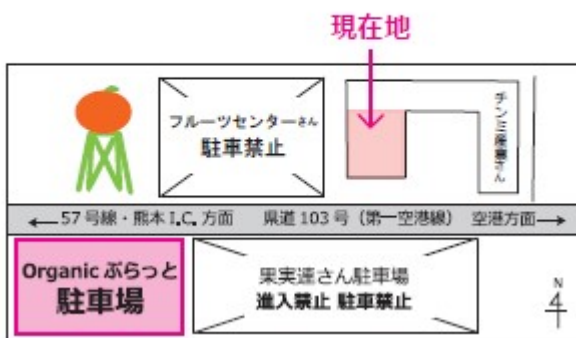 現在地
フルーツセンターさん
駐車禁止
チンミ産業さん
←57号線・熊本I.C.方面 県道103号(第一空港線) 空港方面→
Organicぷらっと
駐車場
果実連さん駐車場
進入禁止 駐車禁止
N